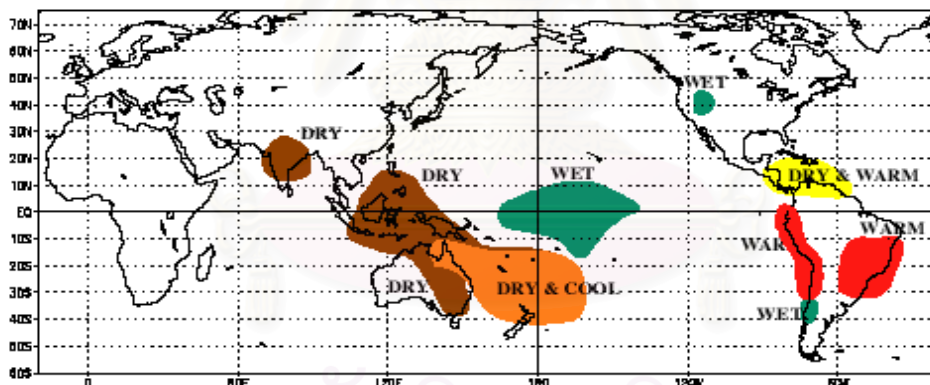 70N
60N
50N
WET
40N
30N
DRY
20N
DRY
WET
DRY & WARM
10N
EQ
10S
WAR
WARM
20S
DRY
DRY & COOL
30S
WET
40S
50S
60S
0
60E
120E
180
120W
60W